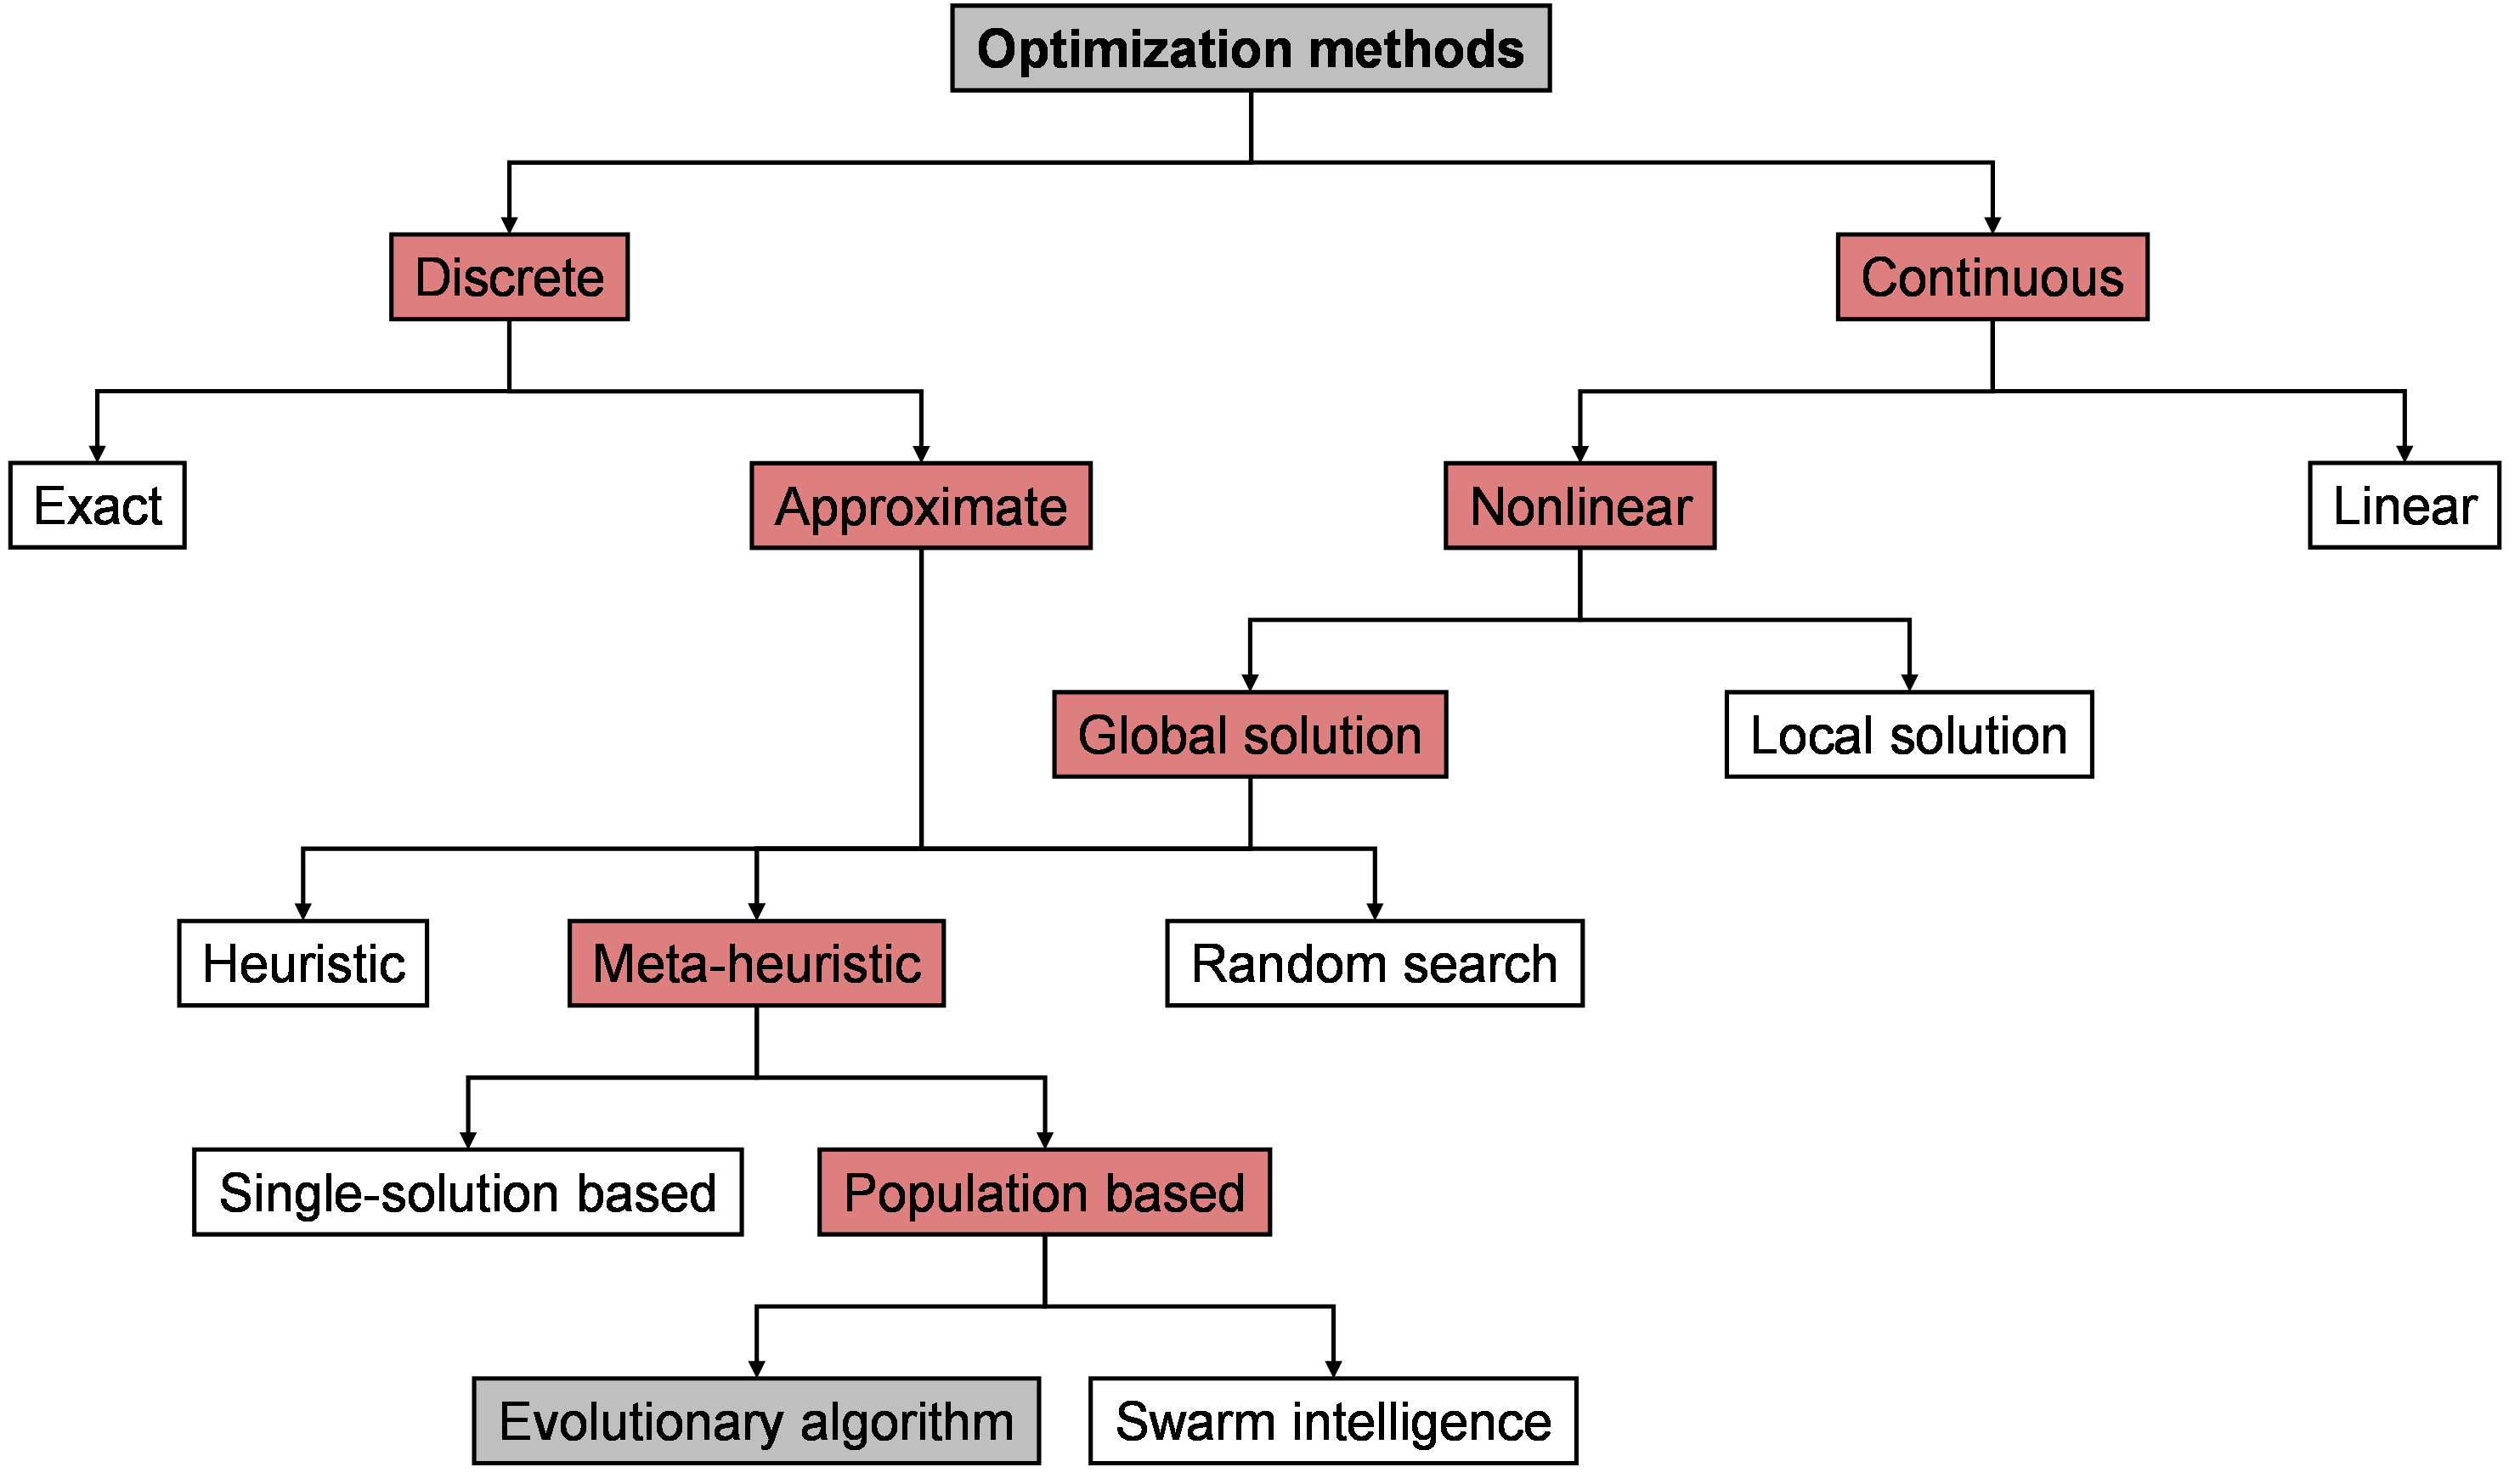 Optimization methods
Discrete
Continuous
Exact
Approximate
Nonlinear
Linear
Global solution
Local solution
Heuristic
Meta-heuristic
Random search
Single-solution based
Population based
Evolutionary algorithm
Swarm intelligence